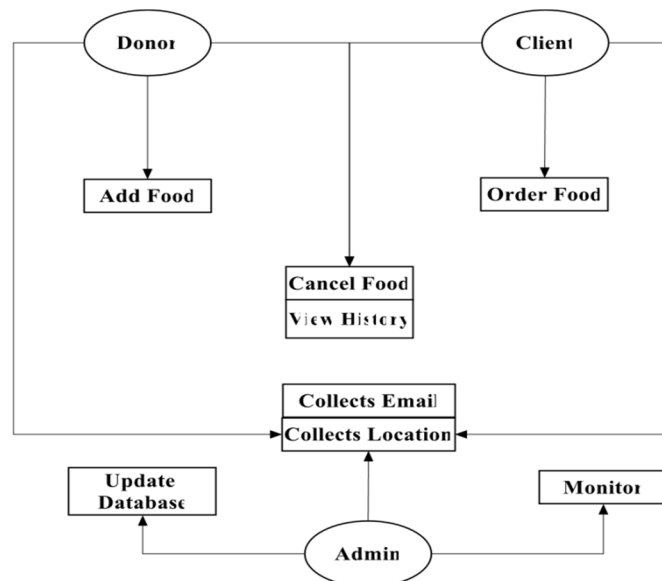 Donor
Client
Add Food
Order Food
Cancel Food
View History
Collects Email
Collects Location
Update
Database
Monitor
Admin